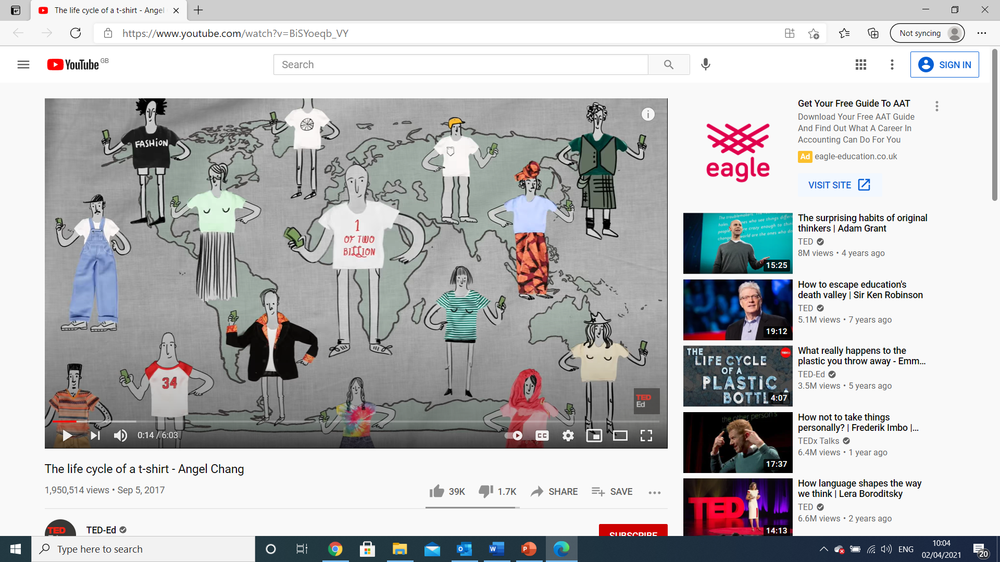 The life cycle of a t-shirt - Angel
https://www.youtube.com/watch?v=BiSYoeqb_VY
Not syncing
YouTube GB
Search
SIGN IN
FASHION
1
OF TWO
BILLION
34
TED
Ed
0:14 / 6:03
CC
The life cycle of a t-shirt - Angel Chang
1,950,514 views • Sep 5, 2017
39K
1.7K
SHARE
SAVE
TED
TED-Ed
SUBSCRIBE
eagle
Get Your Free Guide To AAT
Download Your Free AAT Guide
And Find Out What A Career In
Accounting Can Do For You
Ad eagle-education.co.uk
VISIT SITE
15:25
The surprising habits of original
thinkers | Adam Grant
TED
8M views • 4 years ago
19:12
How to escape education's
death valley | Sir Ken Robinson
TED
5.1M views • 7 years ago
THE
LIFE CYCLE
OF A
PLASTIC
4:07
What really happens to the
plastic you throw away - Emm...
TED-Ed
3.5M views • 5 years ago
the other person's
17:37
How not to take things
personally? | Frederik Imbo |...
TEDx Talks
6.4M views • 1 year ago
TED
14:13
How language shapes the way
we think | Lera Boroditsky
TED
6.6M views • 2 years ago
Type here to search
ENG
10:04
02/04/2021
20